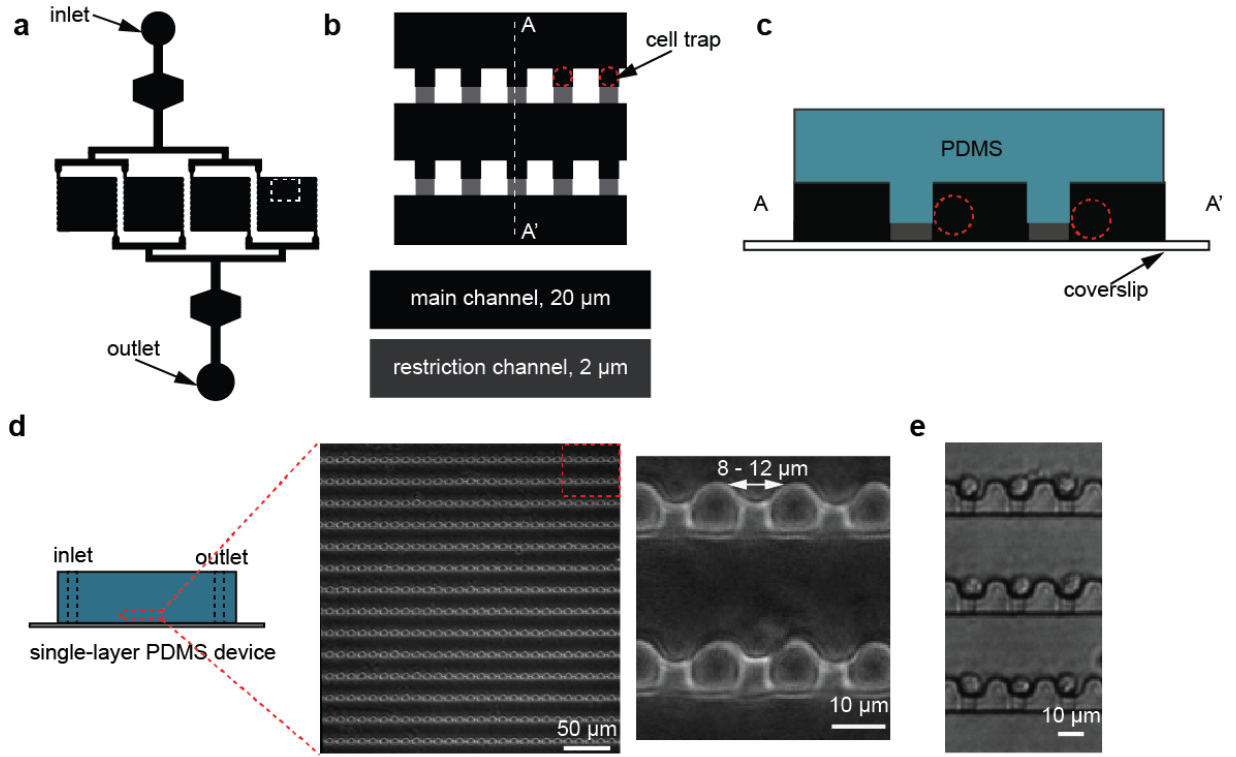 a
inlet
outlet
b
A
cell trap
A'
main channel, 20 µm
restriction channel, 2 µm
c
PDMS
A
A'
coverslip
d
inlet
outlet
single-layer PDMS device
50 µm
8 - 12 µm
10 µm
e
10 µm